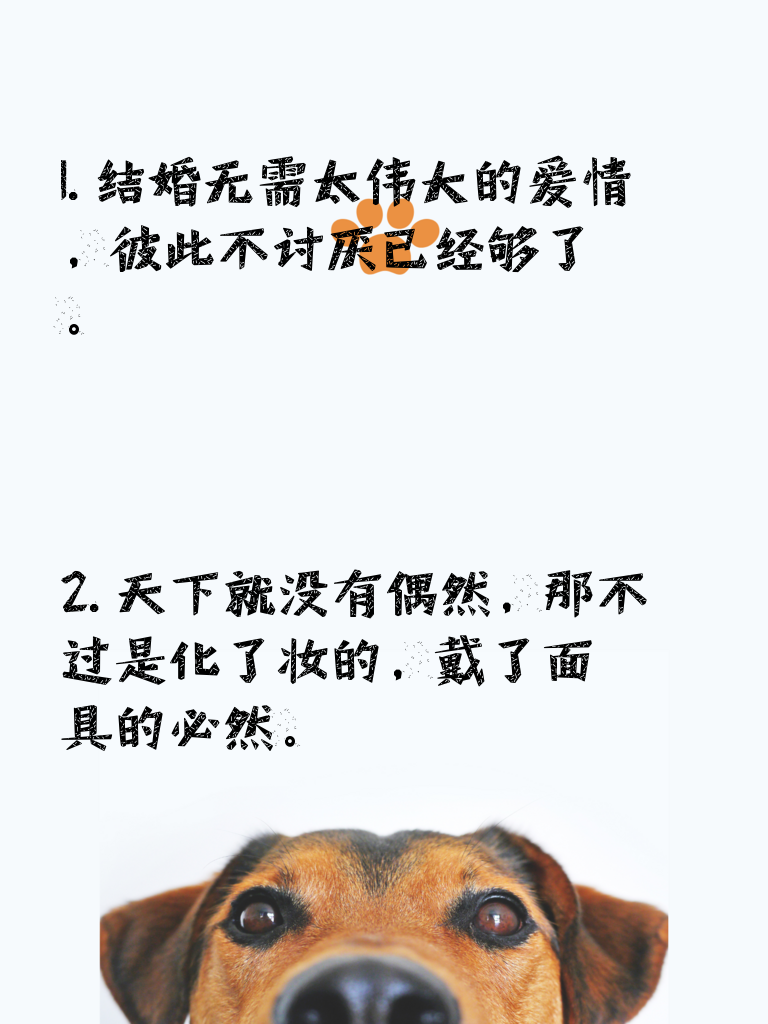 1. 结婚无需太伟大的爱情
，彼此不讨厌已经够了
。
2. 天下就没有偶然，那不
过是化了妆的，戴了面
具的必然。